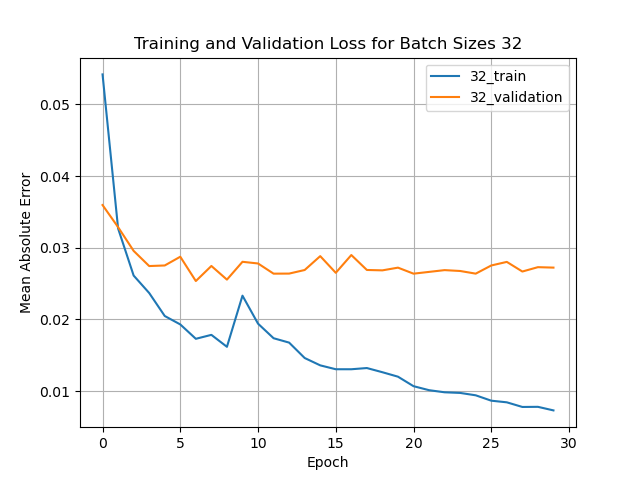 Training and Validation Loss for Batch Sizes 32
32_train
32_validation
Mean Absolute Error
0.05
0.04
0.03
0.02
0.01
0 5 10 15 20 25 30
Epoch